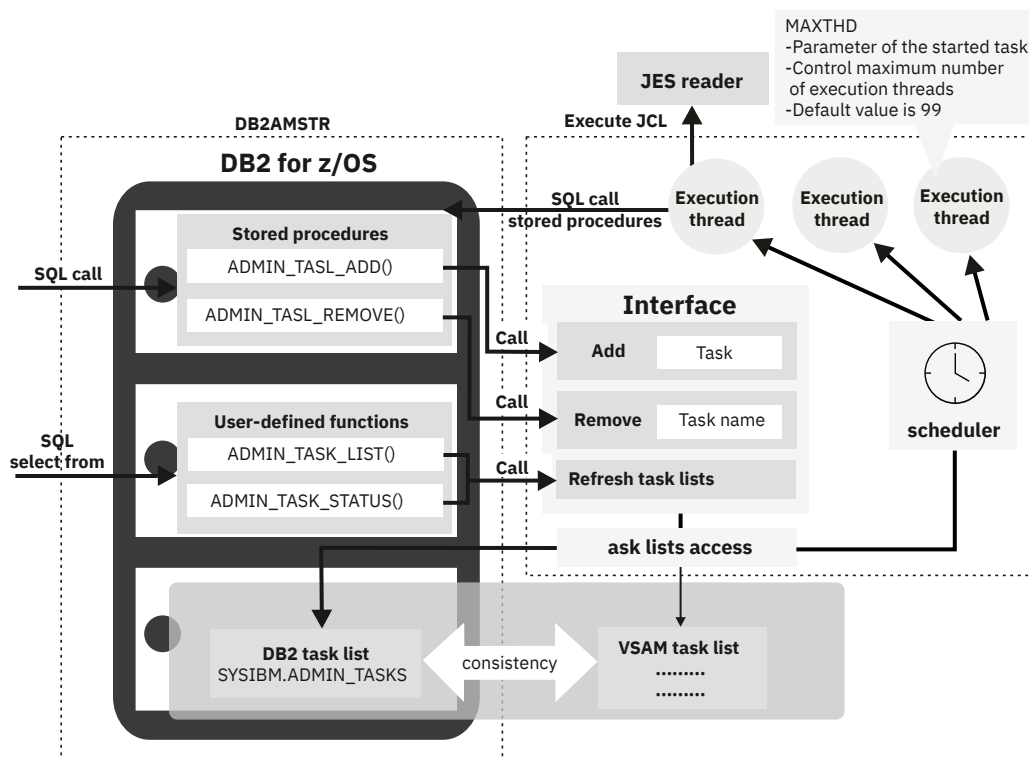 MAXTHD
-Parameter of the started task
-Control maximum number
of execution threads
-Default value is 99
JES reader
DB2AMSTR
Execute JCL
DB2 for z/OS
Execution
thread
Execution
thread
Execution
thread
SQL call
stored procedures
Stored procedures
ADMIN_TASL_ADD()
ADMIN_TASL_REMOVE()
SQL call
Interface
Call
Add
Task
Call
Remove
Task name
scheduler
User-defined functions
ADMIN_TASK_LIST()
ADMIN_TASK_STATUS()
SQL
select from
Call
Refresh task lists
ask lists access
DB2 task list
SYSIBM.ADMIN_TASKS
consistency
VSAM task list
.........
.........